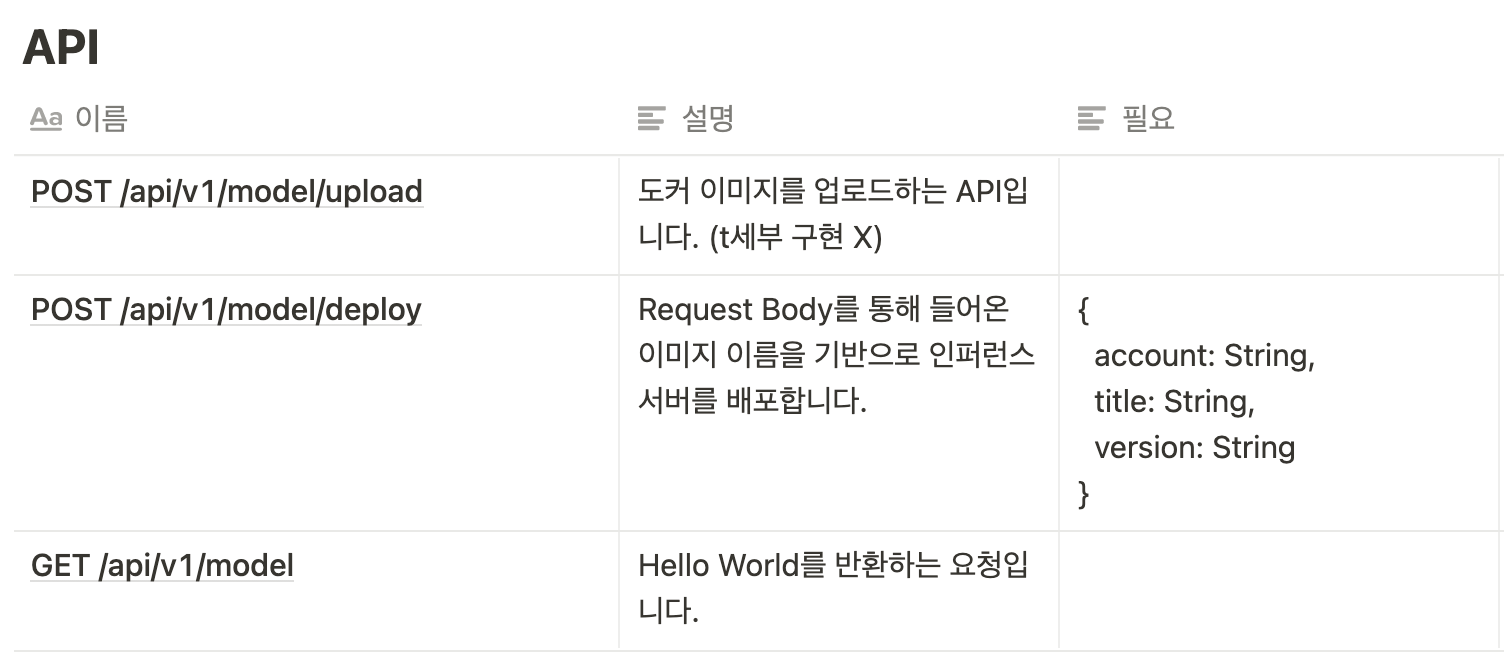 API
Aa 이름
설명
필요
POST /api/v1/model/upload
도커 이미지를 업로드하는 API입
니다. (t세부 구현 X)
POST /api/v1/model/deploy
Request Body를 통해 들어온
이미지 이름을 기반으로 인퍼런스
서버를 배포합니다.
{
account: String,
title: String,
version: String
}
GET /api/v1/model
Hello World를 반환하는 요청입
니다.